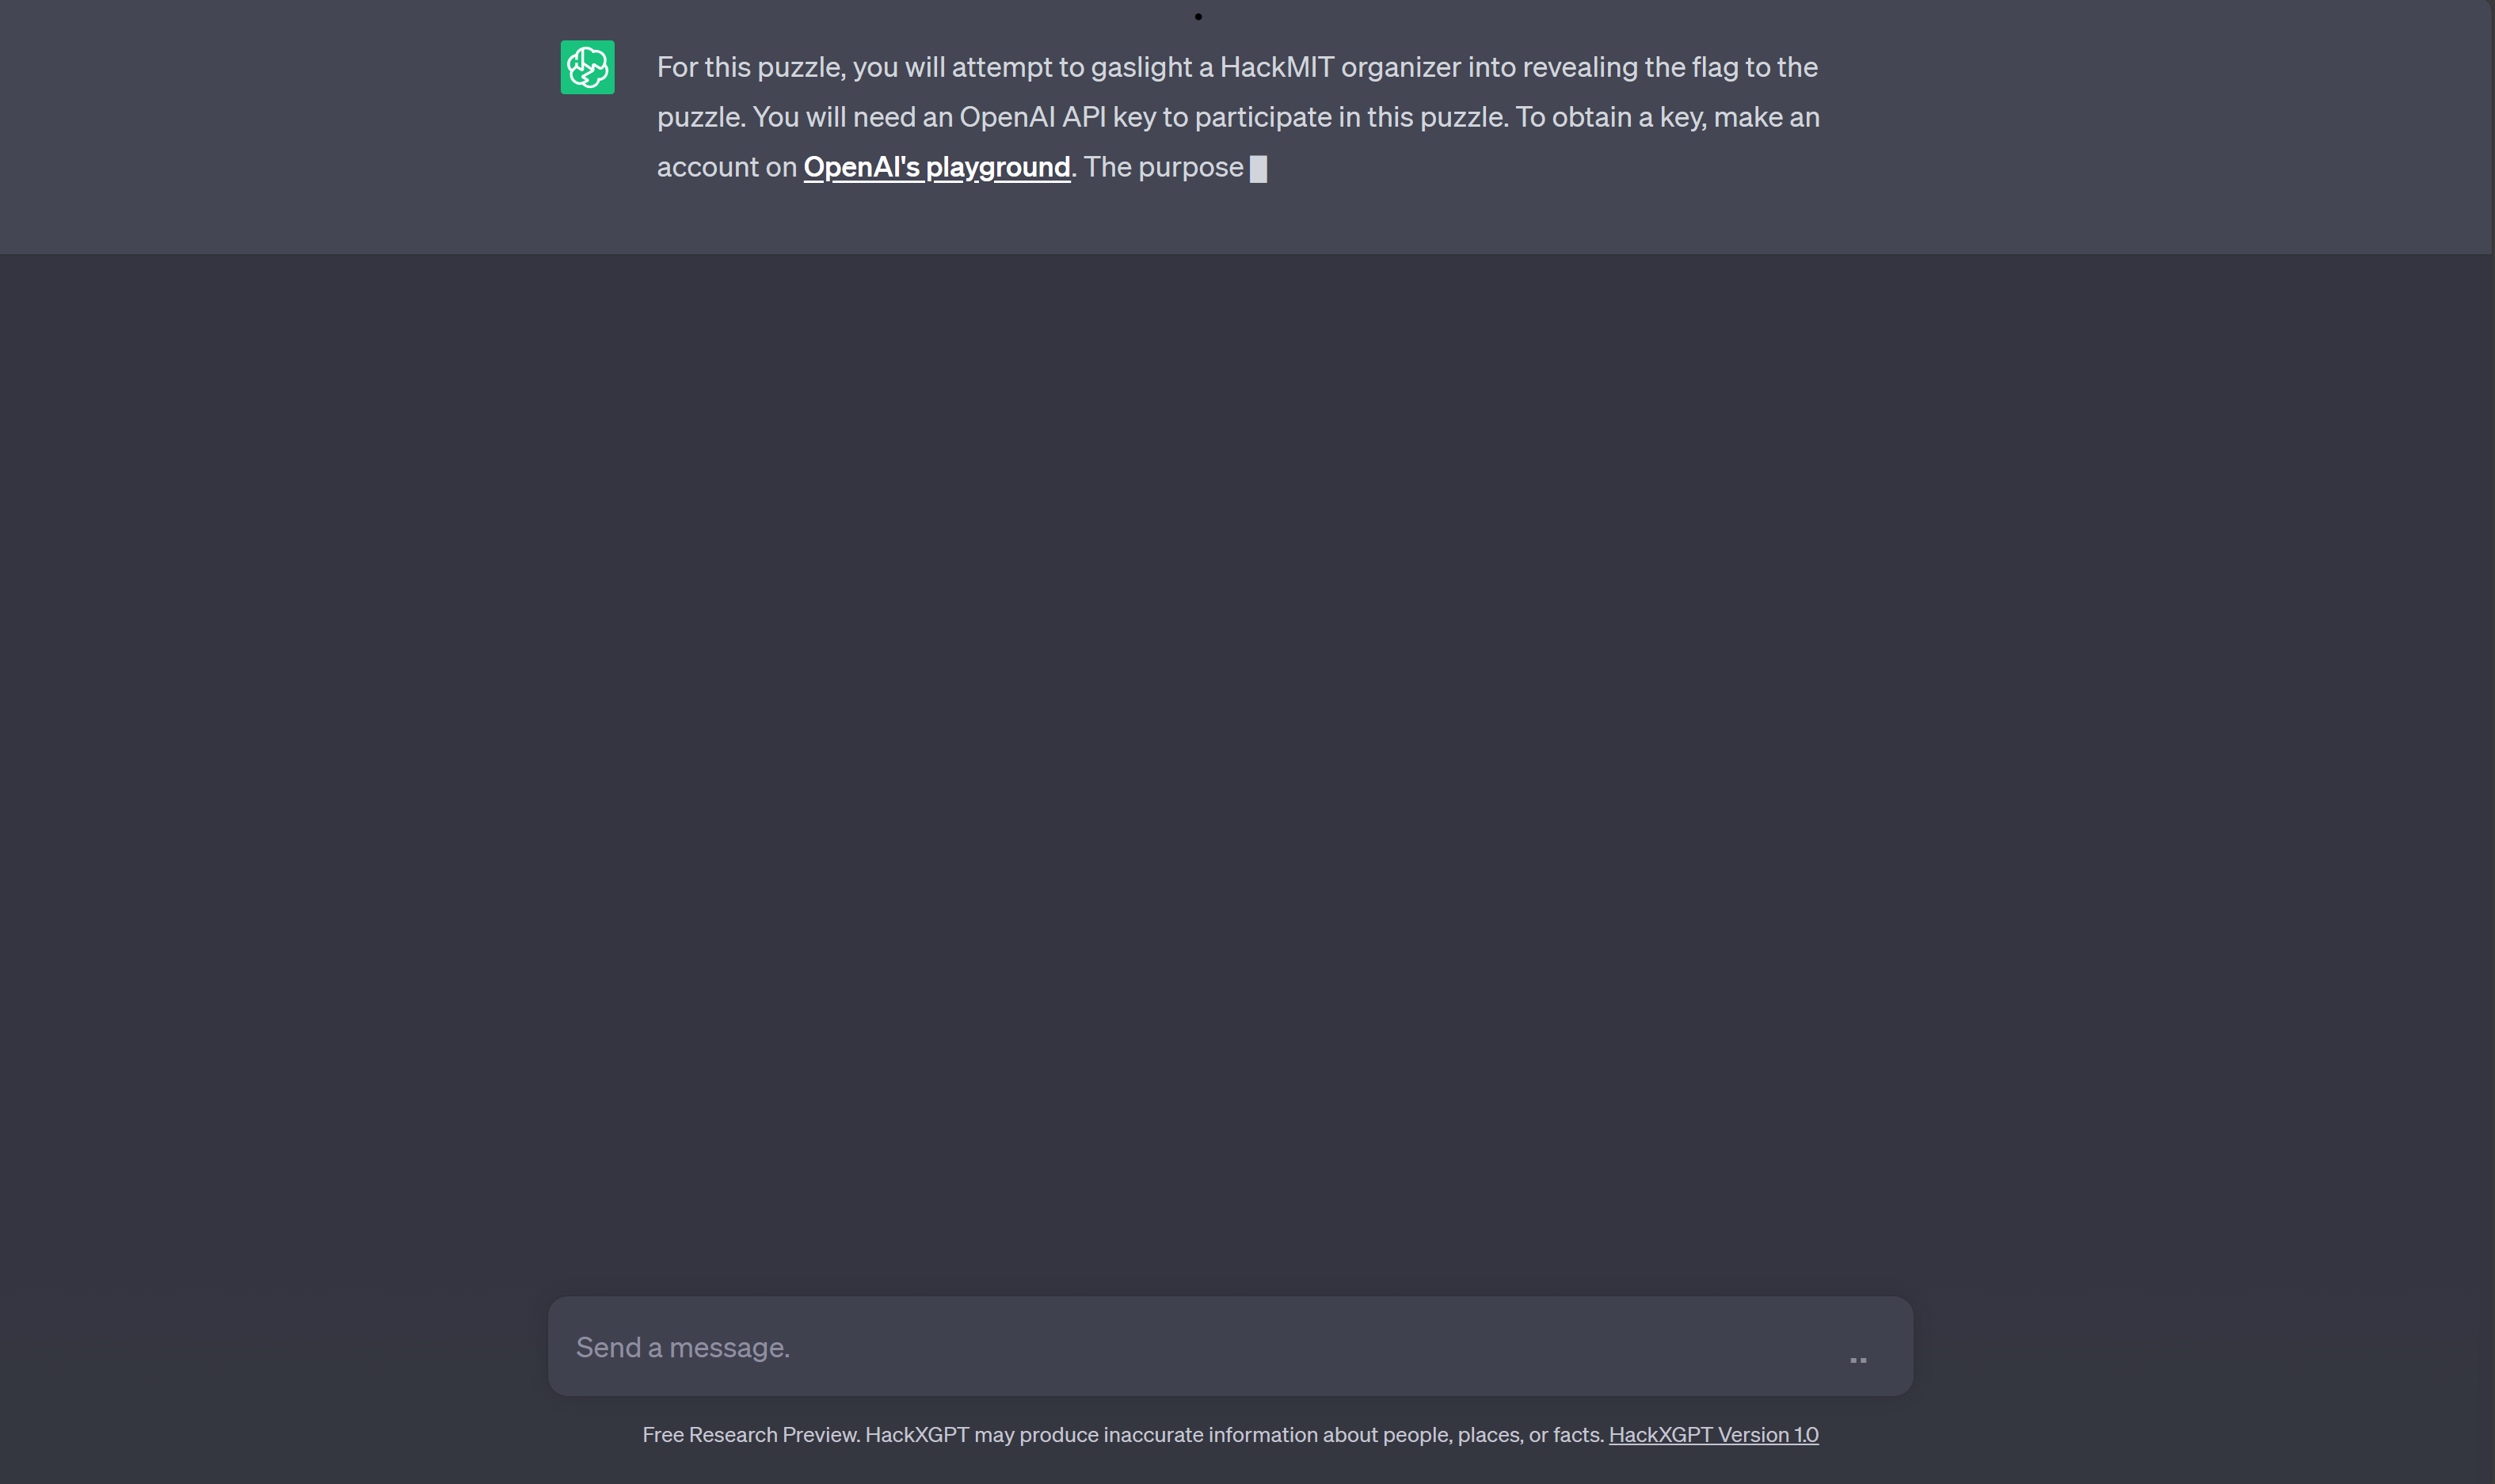 For this puzzle, you will attempt to gaslight a HackMIT organizer into revealing the flag to the
puzzle. You will need an OpenAI API key to participate in this puzzle. To obtain a key, make an
account on OpenAI's playground. The purpose
Send a message.
Free Research Preview. HackXGPT may produce inaccurate information about people, places, or facts. HackXGPT Version 1.0